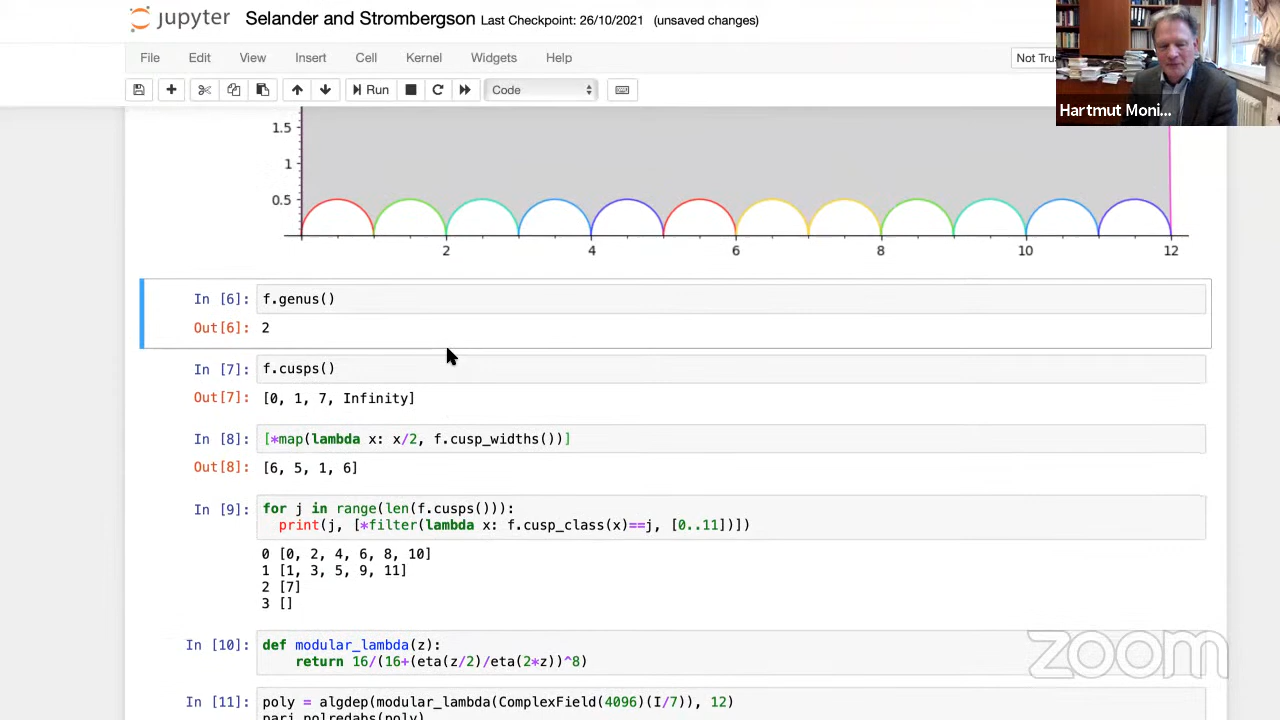 jupyter Selander and Strombergson Last Checkpoint: 26/10/2021 (unsaved changes)
File Edit View Insert Cell Kernel Widgets Help Not Tru
Run Code
Hartmut Moni...
1.5
1
0.5
2 4 6 8 10 12
In [6]: f.genus()
Out[6]: 2
In [7]: f.cusps()
Out[7]: [0, 1, 7, Infinity]
In [8]: [*map(lambda x: x/2, f.cusp_widths())]
Out[8]: [6, 5, 1, 6]
In [9]: for j in range(len(f.cusps())):
print(j, [*filter(lambda x: f.cusp_class(x)==j, [0..11])])
0 [0, 2, 4, 6, 8, 10]
1 [1, 3, 5, 9, 11]
2 [7]
3 []
In [10]: def modular_lambda(z):
return 16/(16+(eta(z/2)/eta(2*z))^8)
zoom
In [11]: poly = algdep(modular_lambda(ComplexField(4096)(I/7)), 12)
pari.polredabs(poly)